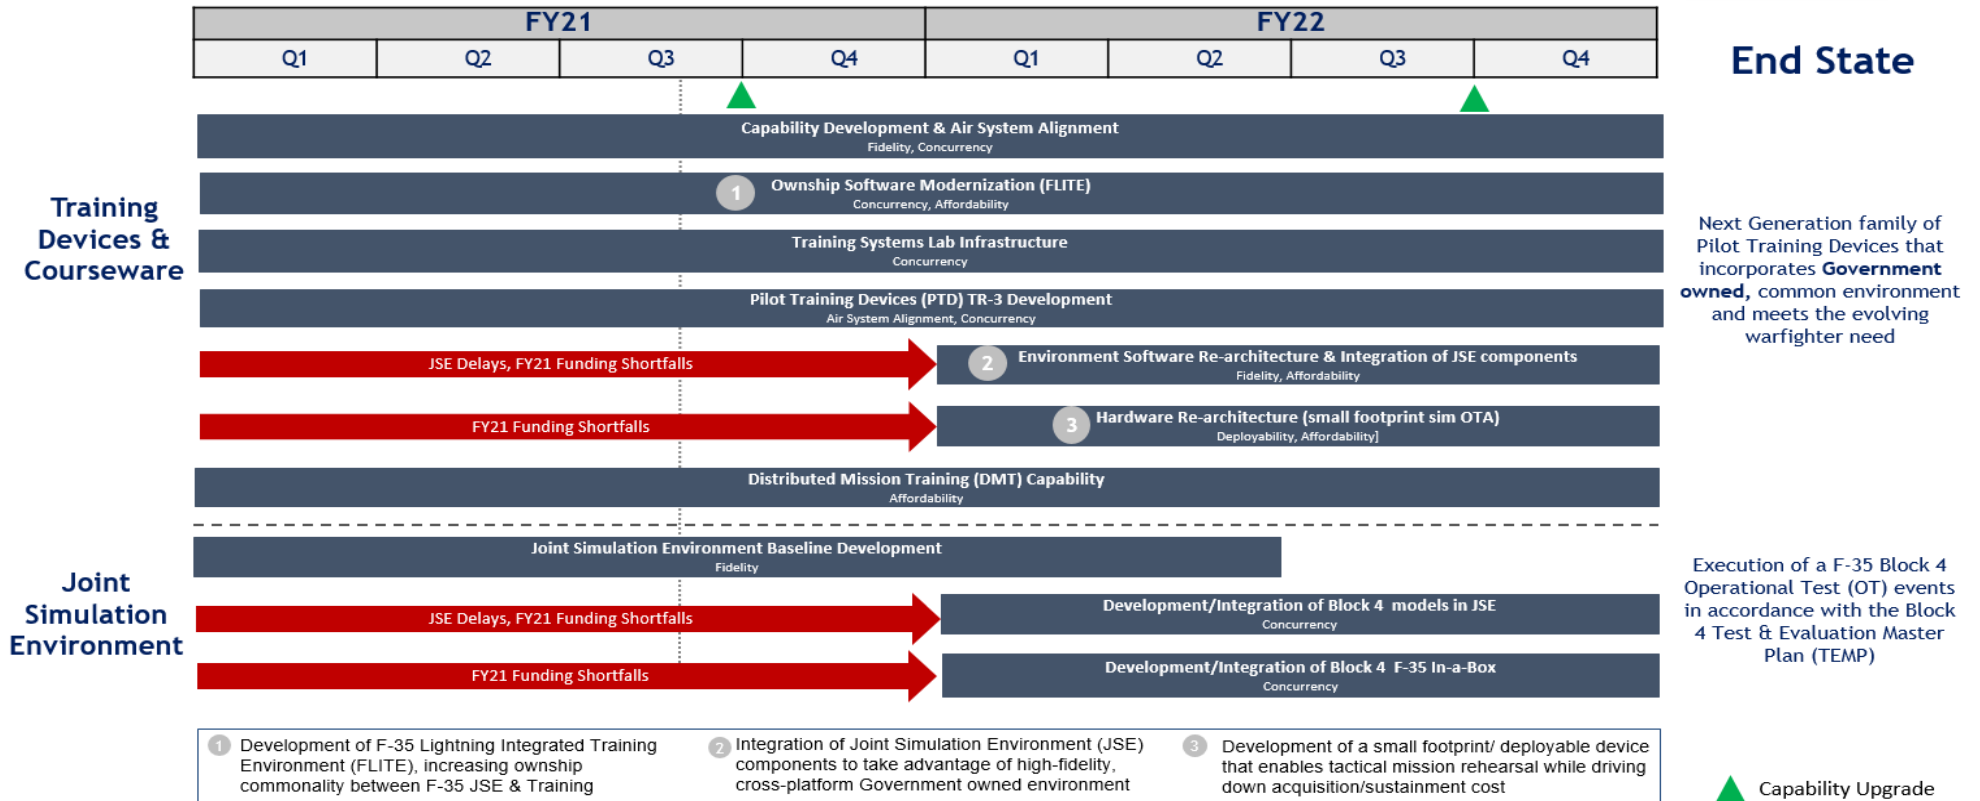 FY21
FY22
Q1
Q2
Q3
Q4
Q1
Q2
Q3
Q4
End State
Training
Devices &
Courseware
Capability Development & Air System Alignment
Fidelity, Concurrency
1
Ownship Software Modernization (FLITE)
Concurrency, Affordability
Training Systems Lab Infrastructure
Concurrency
Pilot Training Devices (PTD) TR-3 Development
Air System Alignment, Concurrency
JSE Delays, FY21 Funding Shortfalls
2
Environment Software Re-architecture & Integration of JSE components
Fidelity, Affordability
FY21 Funding Shortfalls
3
Hardware Re-architecture (small footprint sim OTA)
Deployability, Affordability]
Distributed Mission Training (DMT) Capability
Affordability
Next Generation family of
Pilot Training Devices that
incorporates Government
owned, common environment
and meets the evolving
warfighter need
Joint
Simulation
Environment
Joint Simulation Environment Baseline Development
Fidelity
JSE Delays, FY21 Funding Shortfalls
Development/Integration of Block 4 models in JSE
Concurrency
FY21 Funding Shortfalls
Development/Integration of Block 4 F-35 In-a-Box
Concurrency
Execution of a F-35 Block 4
Operational Test (OT) events
in accordance with the Block
4 Test & Evaluation Master
Plan (TEMP)
1
Development of F-35 Lightning Integrated Training
Environment (FLITE), increasing ownship
commonality between F-35 JSE & Training
2
Integration of Joint Simulation Environment (JSE)
components to take advantage of high-fidelity,
cross-platform Government owned environment
3
Development of a small footprint/ deployable device
that enables tactical mission rehearsal while driving
down acquisition/sustainment cost
Capability Upgrade